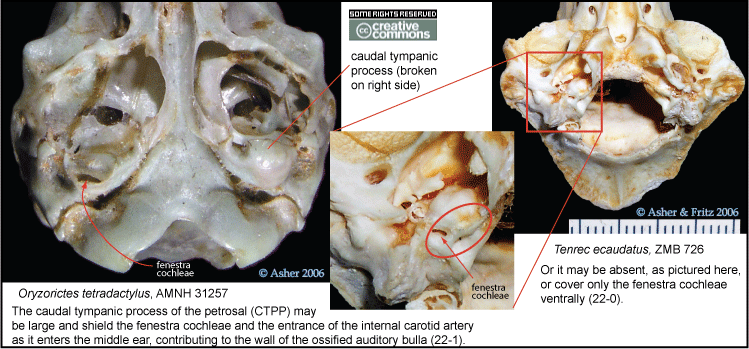 SOME RIGHTS RESERVED
cc creative
commons
caudal tympanic
process (broken
on right side)
fenestra
cochleae
© Asher 2006
fenestra
cochleae
© Asher & Fritz 2006
Oryzorictes tetradactylus, AMNH 31257
The caudal tympanic process of the petrosal (CTPP) may
be large and shield the fenestra cochleae and the entrance of the internal carotid artery
as it enters the middle ear, contributing to the wall of the ossified auditory bulla (22-1).
Tenrec ecaudatus, ZMB 726
Or it may be absent, as pictured here,
or cover only the fenestra cochleae
ventrally (22-0).